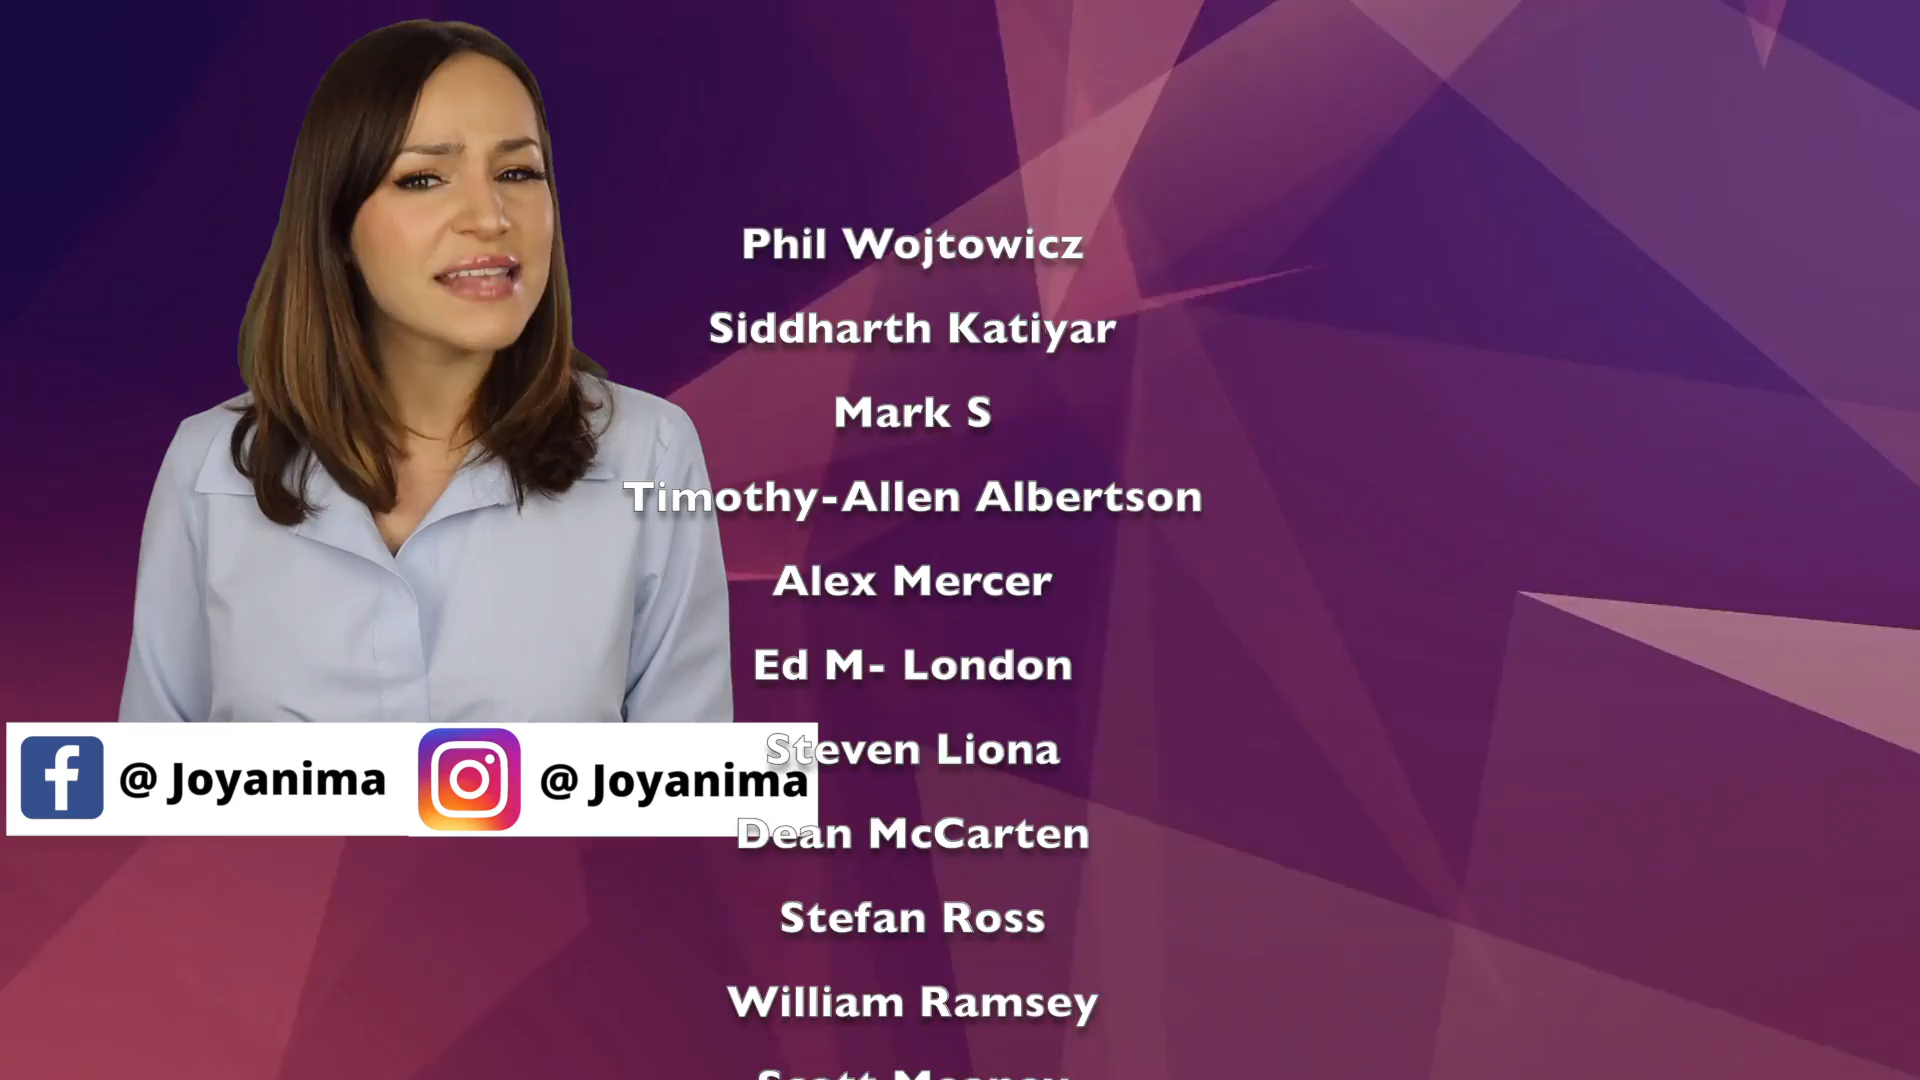 Phil Wojtowicz
Siddharth Katiyar
Mark S
Timothy-Allen Albertson
Alex Mercer
Ed M- London
Steven Liona
@ Joyanima @ Joyanima
Dean McCarten
Stefan Ross
William Ramsey